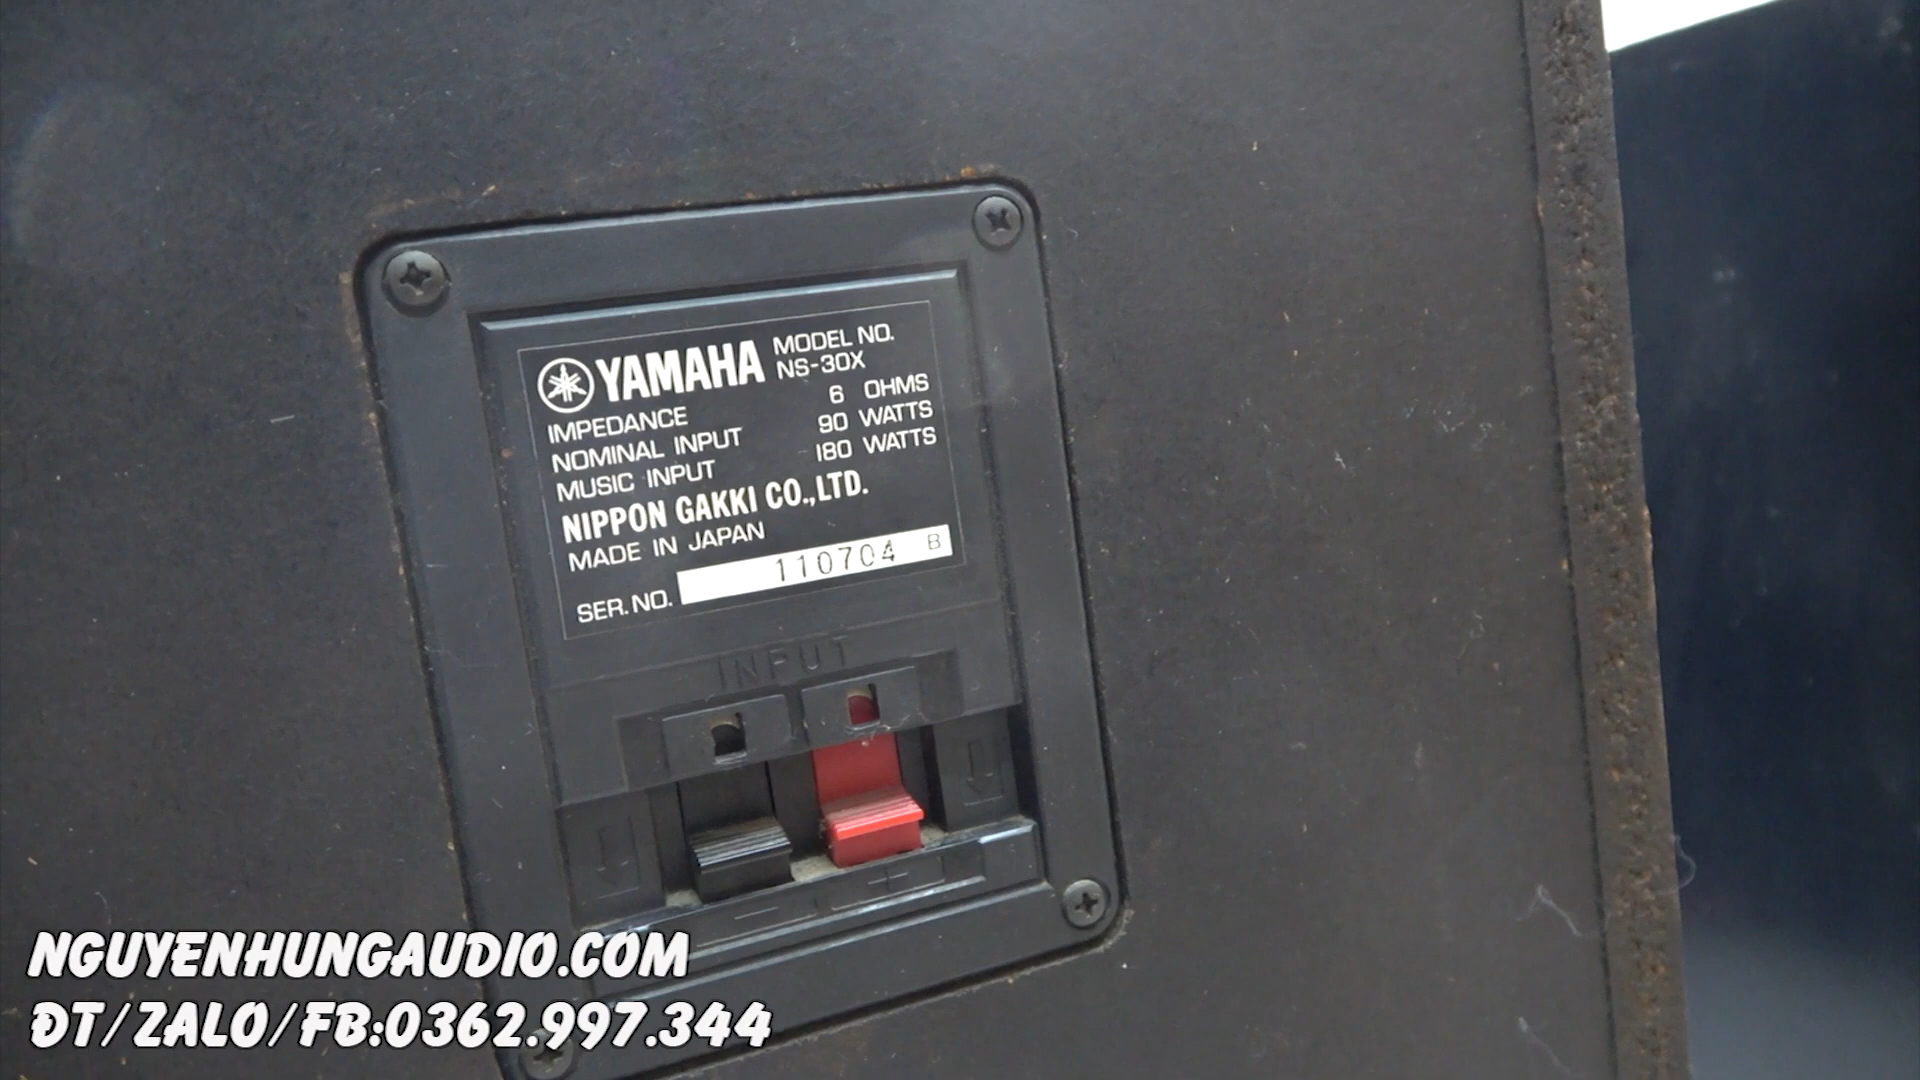 YAMAHA MODEL NO.
NS-30X
IMPEDANCE 6 OHMS
NOMINAL INPUT 90 WATTS
MUSIC INPUT 180 WATTS
NIPPON GAKKI CO.,LTD.
MADE IN JAPAN
SER. NO. 110704 B
INPUT
− +
NGUYENHUNGAUDIO.COM
ĐT/ZALO/FB:0362.997.344